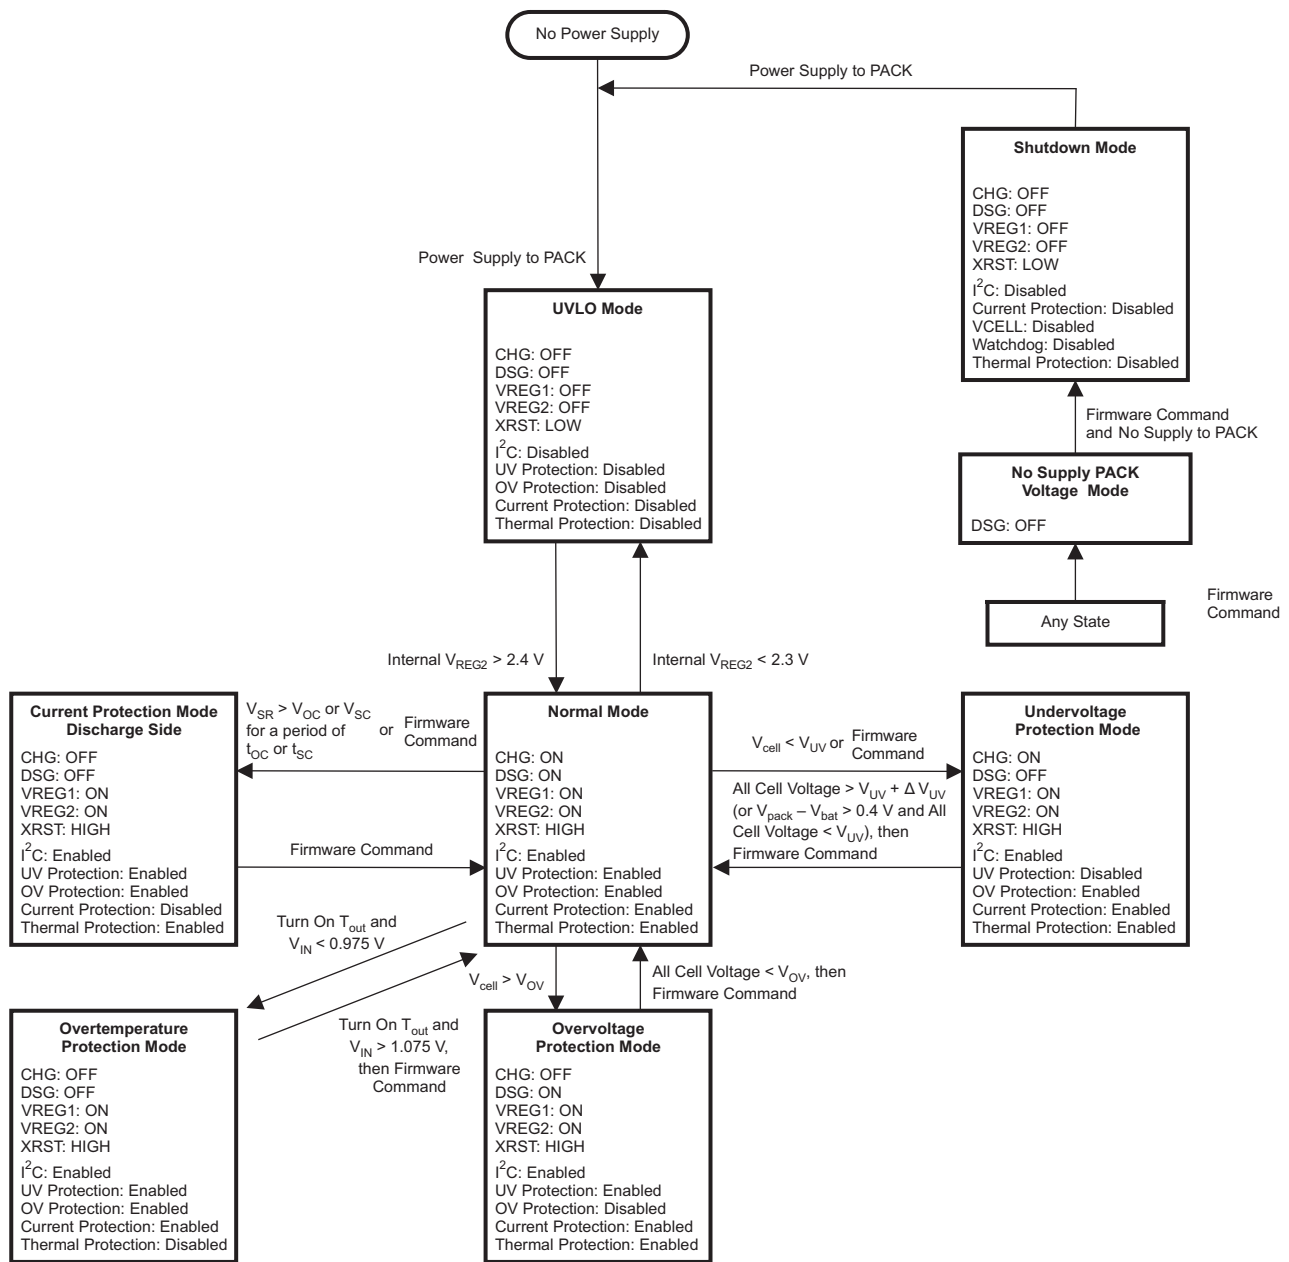 No Power Supply
Power Supply to PACK
Shutdown Mode
CHG: OFF
DSG: OFF
VREG1: OFF
VREG2: OFF
XRST: LOW
I2C: Disabled
Current Protection: Disabled
VCELL: Disabled
Watchdog: Disabled
Thermal Protection: Disabled
Power Supply to PACK
UVLO Mode
CHG: OFF
DSG: OFF
VREG1: OFF
VREG2: OFF
XRST: LOW
I2C: Disabled
UV Protection: Disabled
OV Protection: Disabled
Current Protection: Disabled
Thermal Protection: Disabled
Firmware Command
and No Supply to PACK
No Supply PACK
Voltage Mode
DSG: OFF
Any State
Firmware
Command
Internal VREG2 > 2.4 V
Internal VREG2 < 2.3 V
Current Protection Mode
Discharge Side
CHG: OFF
DSG: OFF
VREG1: ON
VREG2: ON
XRST: HIGH
I2C: Enabled
UV Protection: Enabled
OV Protection: Enabled
Current Protection: Disabled
Thermal Protection: Enabled
VSR > VOC or VSC
for a period of
tOC or tSC
or
Firmware
Command
Firmware Command
Normal Mode
CHG: ON
DSG: ON
VREG1: ON
VREG2: ON
XRST: HIGH
I2C: Enabled
UV Protection: Enabled
OV Protection: Enabled
Current Protection: Enabled
Thermal Protection: Enabled
Vcell < VUV or
Firmware
Command
All Cell Voltage > VUV + Δ VUV
(or Vpack – Vbat > 0.4 V and All
Cell Voltage < VUV), then
Firmware Command
Undervoltage
Protection Mode
CHG: ON
DSG: OFF
VREG1: ON
VREG2: ON
XRST: HIGH
I2C: Enabled
UV Protection: Disabled
OV Protection: Enabled
Current Protection: Enabled
Thermal Protection: Enabled
Turn On Tout and
VIN < 0.975 V
Vcell > VOV
All Cell Voltage < VOV, then
Firmware Command
Turn On Tout and
VIN > 1.075 V,
then Firmware
Command
Overtemperature
Protection Mode
CHG: OFF
DSG: OFF
VREG1: ON
VREG2: ON
XRST: HIGH
I2C: Enabled
UV Protection: Enabled
OV Protection: Enabled
Current Protection: Enabled
Thermal Protection: Disabled
Overvoltage
Protection Mode
CHG: OFF
DSG: ON
VREG1: ON
VREG2: ON
XRST: HIGH
I2C: Enabled
UV Protection: Enabled
OV Protection: Disabled
Current Protection: Enabled
Thermal Protection: Enabled